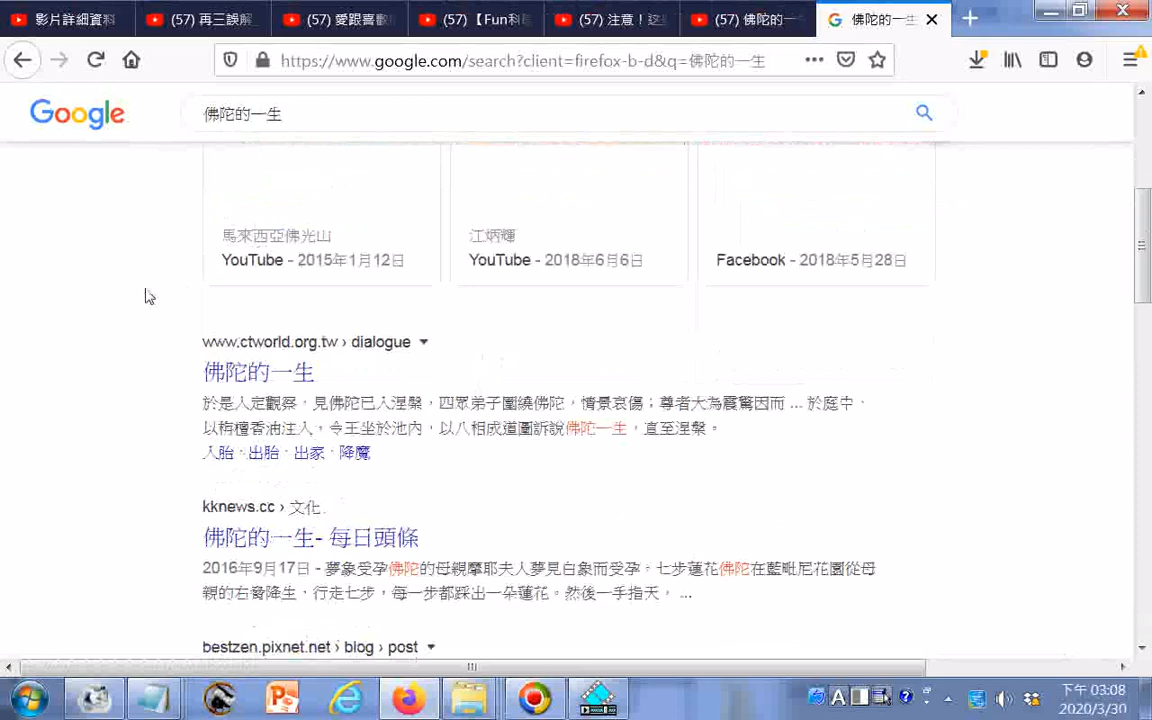 影片詳細資料
(57) 再三誤解
(57) 愛跟喜歡
(57) 【Fun科
(57) 注意！這
(57) 佛陀的一
佛陀的一生
https://www.google.com/search?client=firefox-b-d&q=佛陀的一生
Google
佛陀的一生
馬來西亞佛光山
YouTube - 2015年1月12日
江炳輝
YouTube - 2018年6月6日
Facebook - 2018年5月28日
www.ctworld.org.tw › dialogue
佛陀的一生
於是入定觀察，見佛陀已入涅槃，四眾弟子圍繞佛陀，情景哀傷；尊者大為震驚因而 ... 於庭中，
以栴檀香油注入，令王坐於池內，以八相成道圖訴說佛陀一生，直至涅槃。
入胎 · 出胎 · 出家 · 降魔
kknews.cc › 文化
佛陀的一生- 每日頭條
2016年9月17日 - 夢象受孕佛陀的母親摩耶夫人夢見白象而受孕。七步蓮花佛陀在藍毗尼花園從母
親的右脅降生，行走七步，每一步都踩出一朵蓮花。然後一手指天， ...
bestzen.pixnet.net › blog › post
下午 03:08
2020/3/30